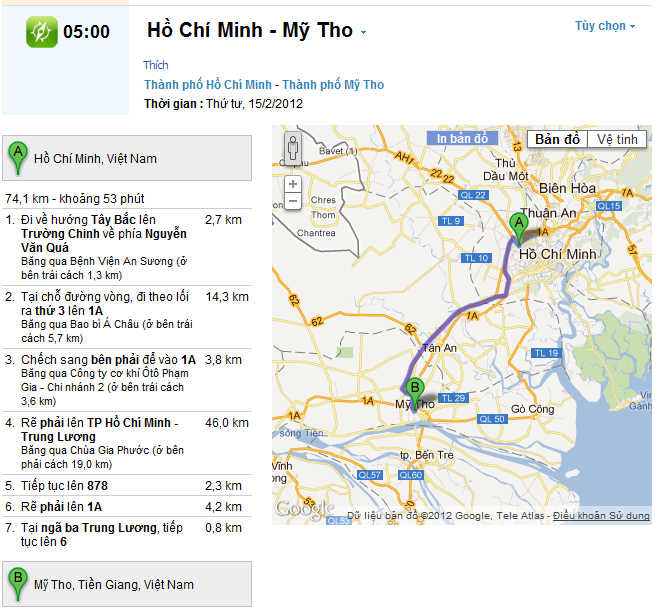 05:00
Hồ Chí Minh - Mỹ Tho
Tùy chọn
Thích
Thành phố Hồ Chí Minh - Thành phố Mỹ Tho
Thời gian : Thứ tư, 15/2/2012
A
Hồ Chí Minh, Việt Nam
74,1 km - khoảng 53 phút
1. Đi về hướng Tây Bắc lên 2,7 km
Trường Chinh về phía Nguyễn
Văn Quá
Băng qua Bệnh Viện An Sương (ở
bên trái cách 1,3 km)
2. Tại chỗ đường vòng, đi theo lối 14,3 km
ra thứ 3 lên 1A
Băng qua Bao bì Á Châu (ở bên trái
cách 5,7 km)
3. Chếch sang bên phải để vào 1A 3,8 km
Băng qua Công ty cơ khí Ôtô Phạm
Gia - Chi nhánh 2 (ở bên trái cách
3,6 km)
4. Rẽ phải lên TP Hồ Chí Minh - 46,0 km
Trung Lương
Băng qua Chùa Gia Phước (ở bên
phải cách 19,0 km)
5. Tiếp tục lên 878 2,3 km
6. Rẽ phải lên 1A 4,2 km
7. Tại ngã ba Trung Lương, tiếp 0,8 km
tục lên 6
B
Mỹ Tho, Tiền Giang, Việt Nam
In bản đồ
Bản đồ
Vệ tinh
Bavet (1)
AH1
22
22
Thủ
Dầu Một
Biên Hòa
QL 22
QL15
Chres
Thom
Chantrea
TL 9
Thuận An
A
1A
TL 10
Hồ Chí Minh
62
62
1A
Tân An
TL 19
B
1A
Mỹ Tho
TL 29
Gò Công
QL 50
sông Tiền
tp. Bến Tre
Vĩnh
Long
QL57
QL60
QL53
Google
Dữ liệu bản đồ ©2012 Google, Tele Atlas - Điều khoản Sử dụng